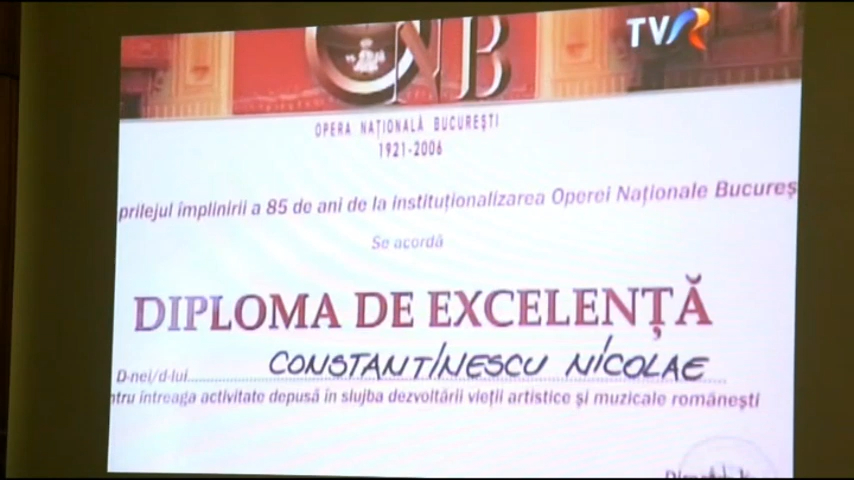 TVR
ONB
OPERA NAȚIONALĂ BUCUREȘTI
1921-2006
prilejul împlinirii a 85 de ani de la instituționalizarea Operei Naționale Bucureș
Se acordă
DIPLOMA DE EXCELENȚĂ
D-nei/d-lui CONSTANTINESCU NICOLAE
ntru întreaga activitate depusă în slujba dezvoltării vieții artistice și muzicale românești